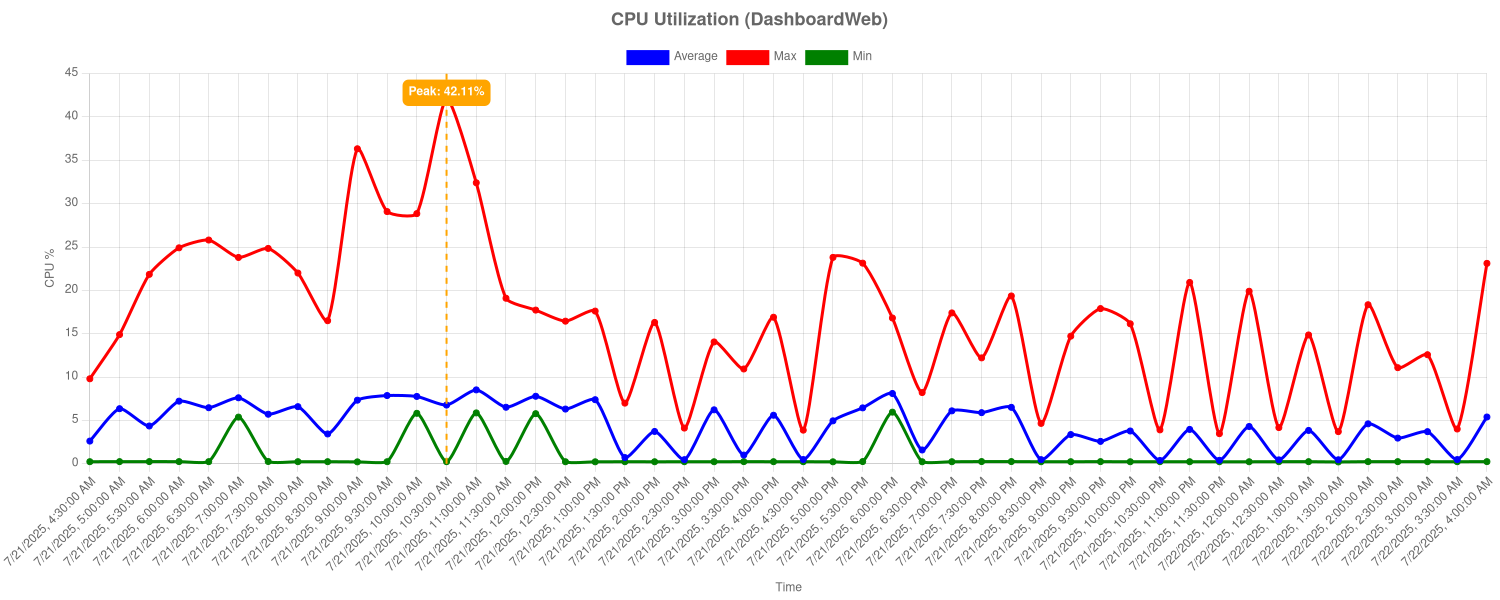 CPU Utilization (DashboardWeb)
Average Max Min
Peak: 42.11%
45
40
35
30
25
20
15
10
5
0
CPU %
7/21/2025, 4:30:00 AM
7/21/2025, 5:00:00 AM
7/21/2025, 5:30:00 AM
7/21/2025, 6:00:00 AM
7/21/2025, 6:30:00 AM
7/21/2025, 7:00:00 AM
7/21/2025, 7:30:00 AM
7/21/2025, 8:00:00 AM
7/21/2025, 8:30:00 AM
7/21/2025, 9:00:00 AM
7/21/2025, 9:30:00 AM
7/21/2025, 10:00:00 AM
7/21/2025, 10:30:00 AM
7/21/2025, 11:00:00 AM
7/21/2025, 11:30:00 AM
7/21/2025, 12:00:00 PM
7/21/2025, 12:30:00 PM
7/21/2025, 1:00:00 PM
7/21/2025, 1:30:00 PM
7/21/2025, 2:00:00 PM
7/21/2025, 2:30:00 PM
7/21/2025, 3:00:00 PM
7/21/2025, 3:30:00 PM
7/21/2025, 4:00:00 PM
7/21/2025, 4:30:00 PM
7/21/2025, 5:00:00 PM
7/21/2025, 5:30:00 PM
7/21/2025, 6:00:00 PM
7/21/2025, 6:30:00 PM
7/21/2025, 7:00:00 PM
7/21/2025, 7:30:00 PM
7/21/2025, 8:00:00 PM
7/21/2025, 8:30:00 PM
7/21/2025, 9:00:00 PM
7/21/2025, 9:30:00 PM
7/21/2025, 10:00:00 PM
7/21/2025, 10:30:00 PM
7/21/2025, 11:00:00 PM
7/21/2025, 11:30:00 PM
7/22/2025, 12:00:00 AM
7/22/2025, 12:30:00 AM
7/22/2025, 1:00:00 AM
7/22/2025, 1:30:00 AM
7/22/2025, 2:00:00 AM
7/22/2025, 2:30:00 AM
7/22/2025, 3:00:00 AM
7/22/2025, 3:30:00 AM
7/22/2025, 4:00:00 AM
Time